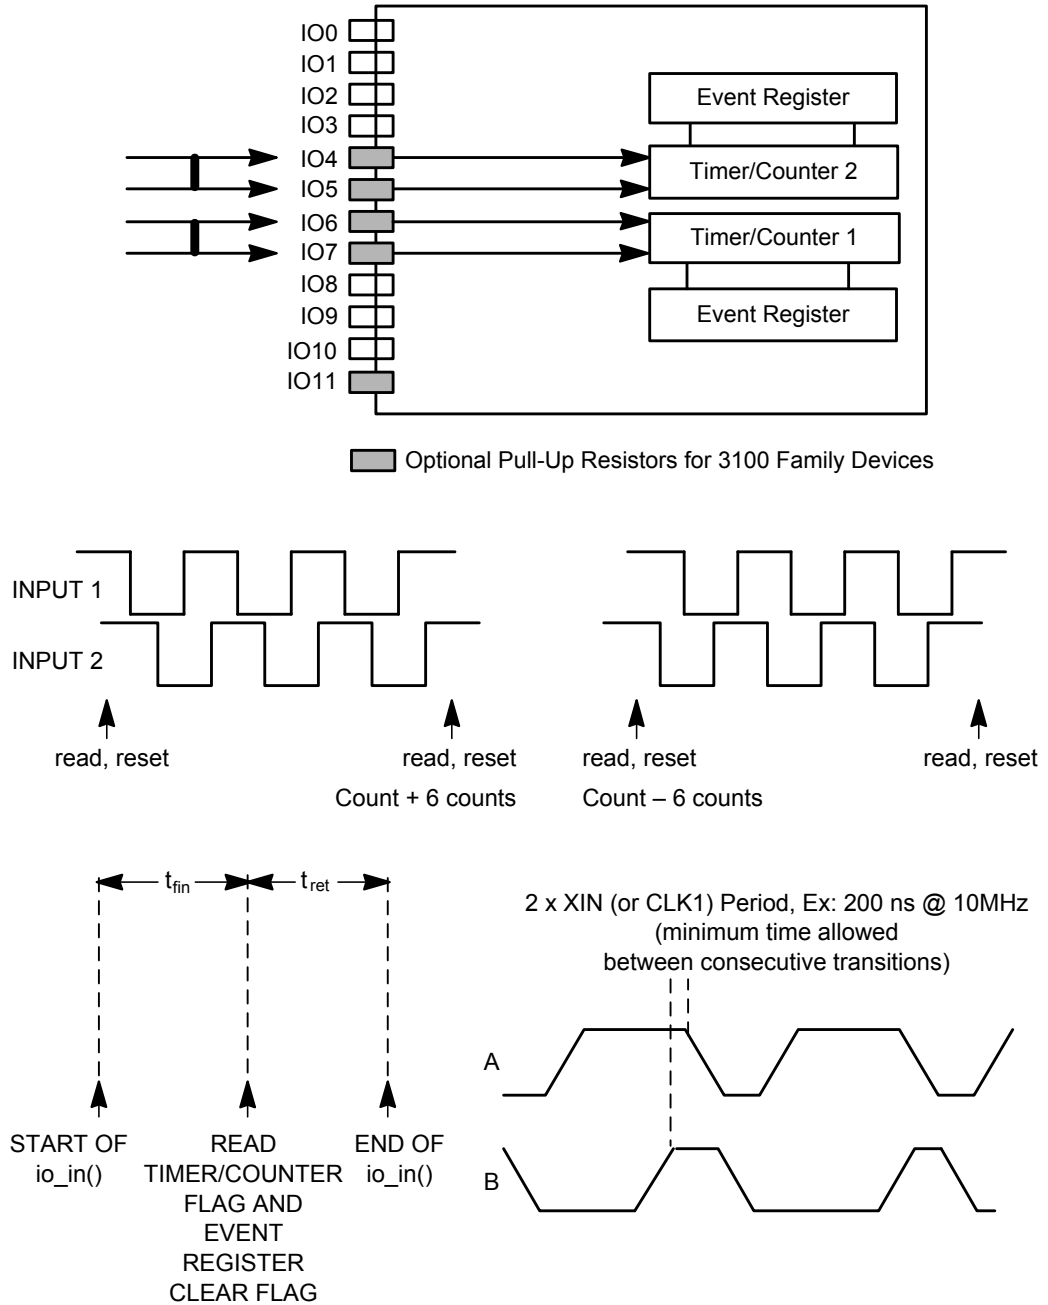 IO0
IO1
IO2
IO3
IO4
IO5
IO6
IO7
IO8
IO9
IO10
IO11
Event Register
Timer/Counter 2
Timer/Counter 1
Event Register
Optional Pull-Up Resistors for 3100 Family Devices
INPUT 1
INPUT 2
read, reset
read, reset
read, reset
read, reset
Count + 6 counts
Count – 6 counts
tfin
tret
START OF
io_in()
READ
TIMER/COUNTER
FLAG AND
EVENT
REGISTER
CLEAR FLAG
END OF
io_in()
2 x XIN (or CLK1) Period, Ex: 200 ns @ 10MHz
(minimum time allowed
between consecutive transitions)
A
B